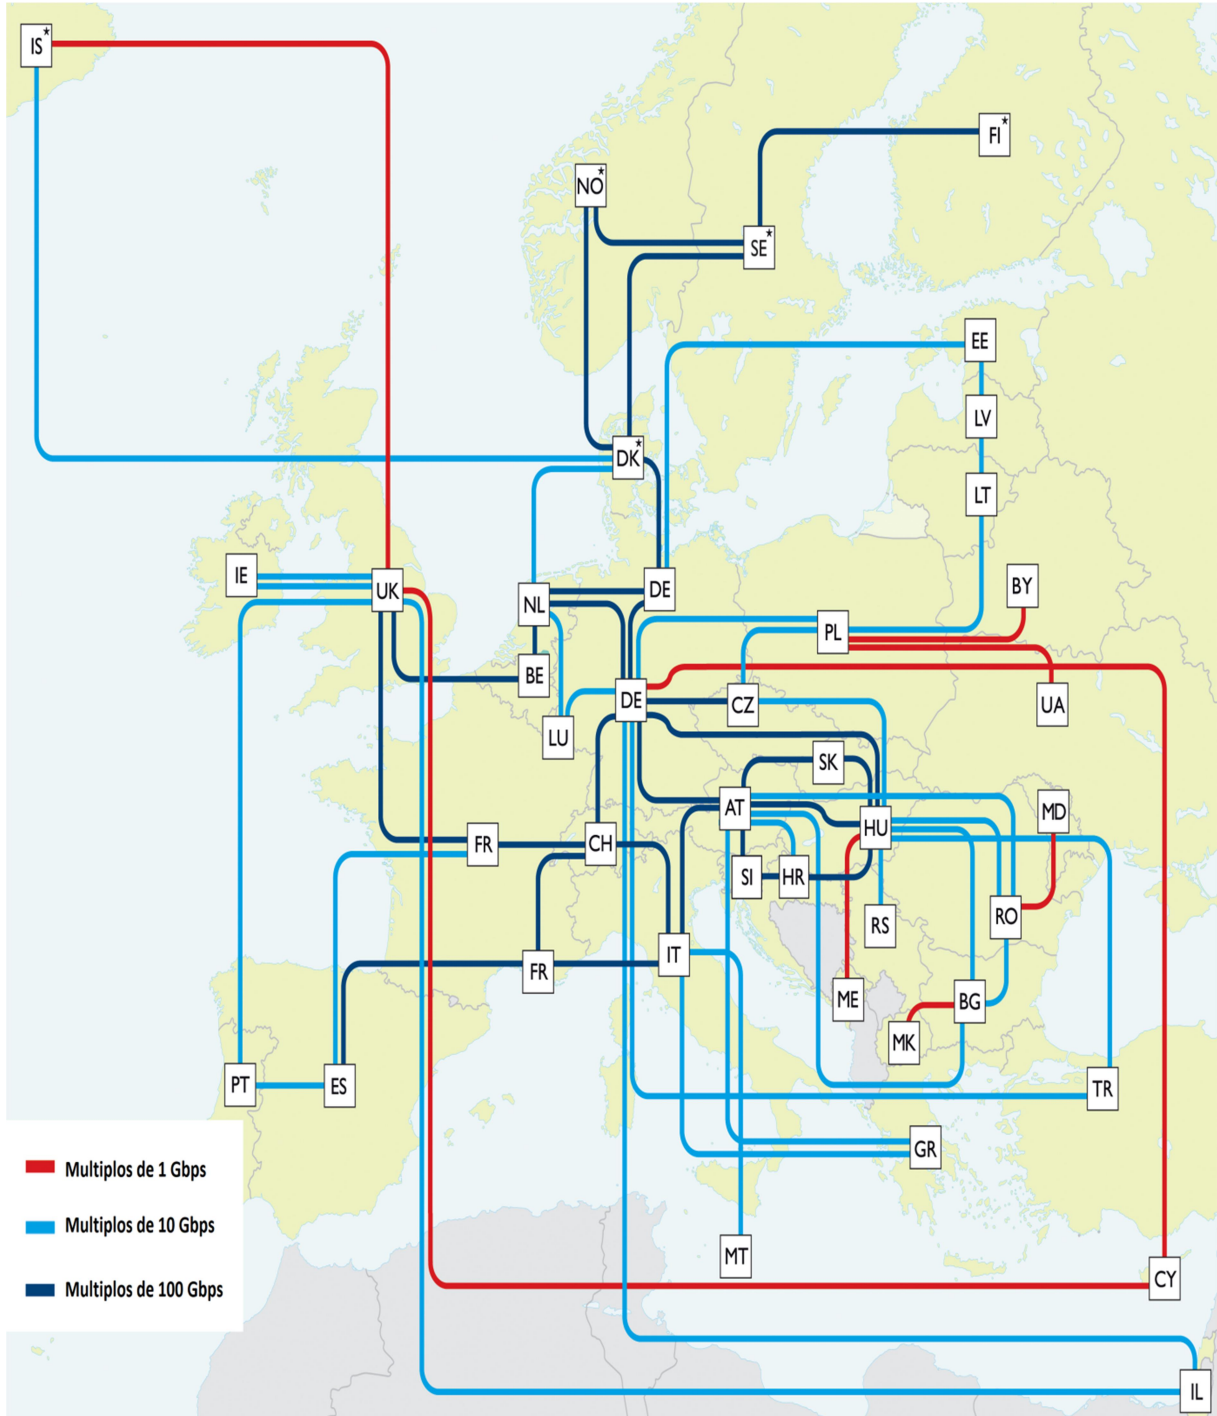 IS*
FI*
NO*
SE*
EE
LV
DK*
LT
IE
UK
NL
DE
BY
PL
BE
DE
CZ
UA
LU
SK
AT
MD
HU
FR
CH
SI
HR
RO
RS
IT
FR
ME
BG
MK
PT
ES
TR
GR
Multiplos de 1 Gbps
Multiplos de 10 Gbps
MT
CY
Multiplos de 100 Gbps
IL